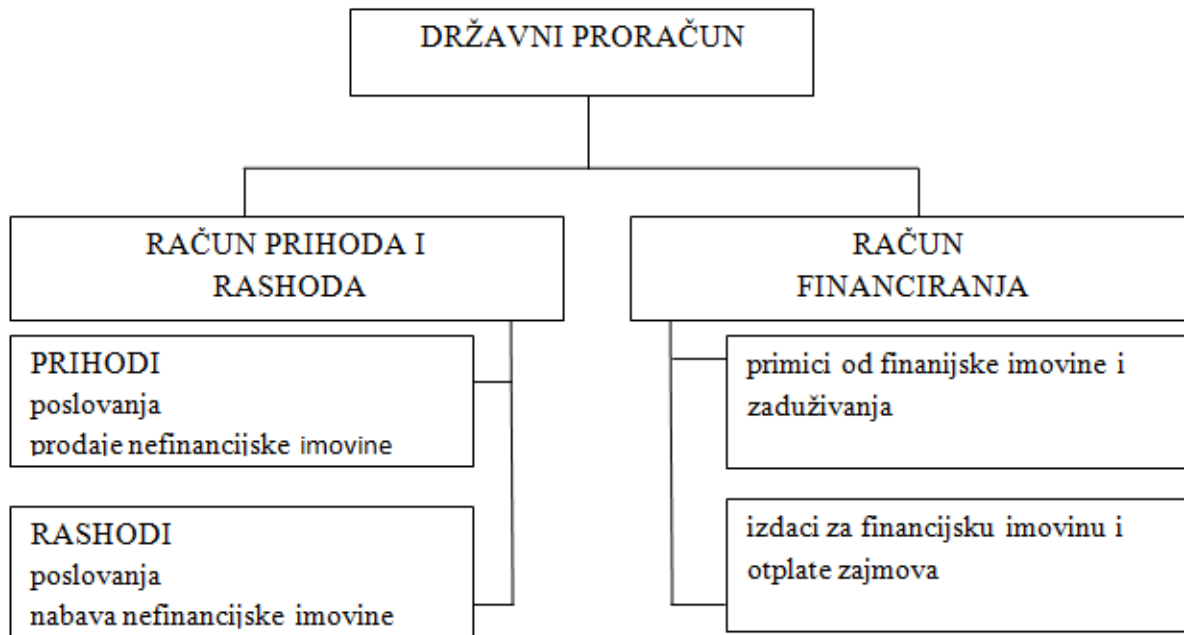 DRŽAVNI PRORAČUN
RAČUN PRIHODA I
RASHODA
PRIHODI
poslovanja
prodaje nefinancijske imovine
RASHODI
poslovanja
nabava nefinancijske imovine
RAČUN
FINANCIRANJA
primici od finanijske imovine i
zaduživanja
izdaci za financijsku imovinu i
otplate zajmova